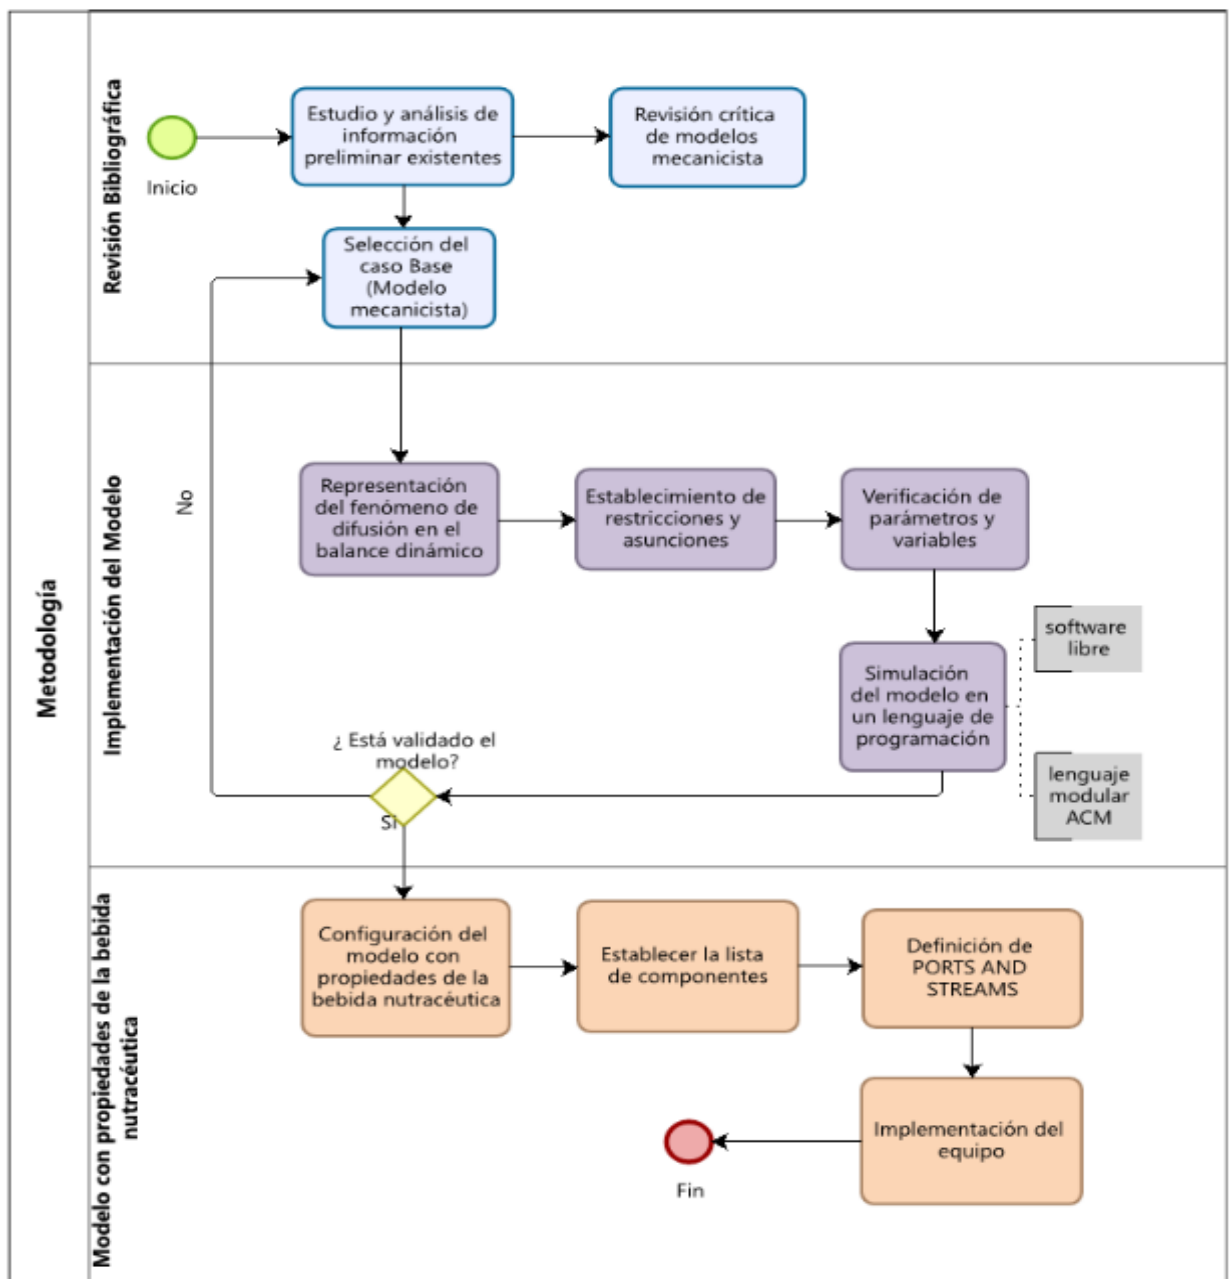 Metodología
Revisión Bibliográfica
Inicio
Estudio y análisis de
información
preliminar existentes
Revisión crítica
de modelos
mecanicista
Selección del
caso Base
(Modelo
mecanicista)
Implementación del Modelo
No
Representación
del fenómeno de
difusión en el
balance dinámico
Establecimiento de
restricciones y
asunciones
Verificación de
parámetros y
variables
Simulación
del modelo en
un lenguaje de
programación
software
libre
lenguaje
modular
ACM
¿ Está validado el
modelo?
Sí
Modelo con propiedades de la bebida
nutracéutica
Configuración del
modelo con
propiedades de la
bebida nutracéutica
Establecer la lista
de componentes
Definición de
PORTS AND
STREAMS
Implementación del
equipo
Fin